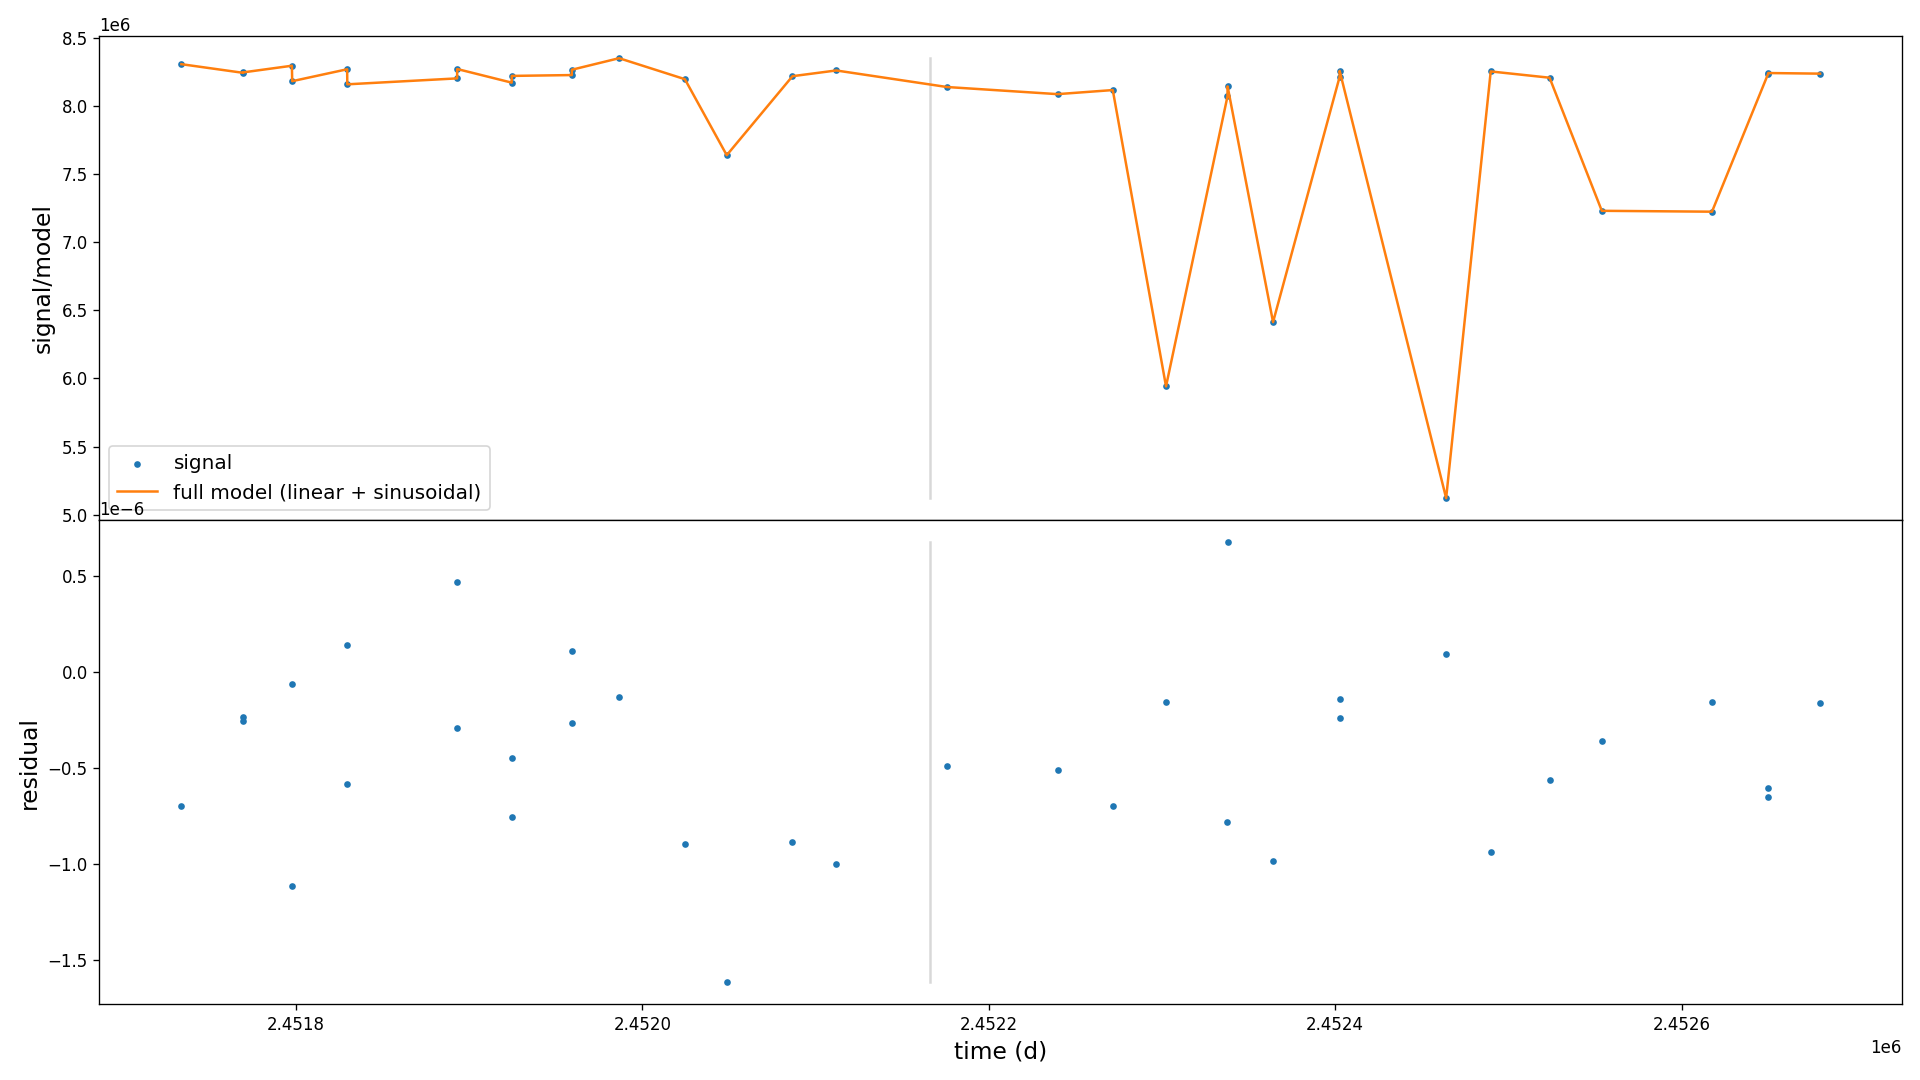 1e6
8.5
8.0
7.5
7.0
6.5
6.0
5.5
5.0
signal/model
signal
full model (linear + sinusoidal)
1e−6
0.5
0.0
−0.5
−1.0
−1.5
residual
2.4518
2.4520
2.4522
2.4524
2.4526
time (d)
1e6